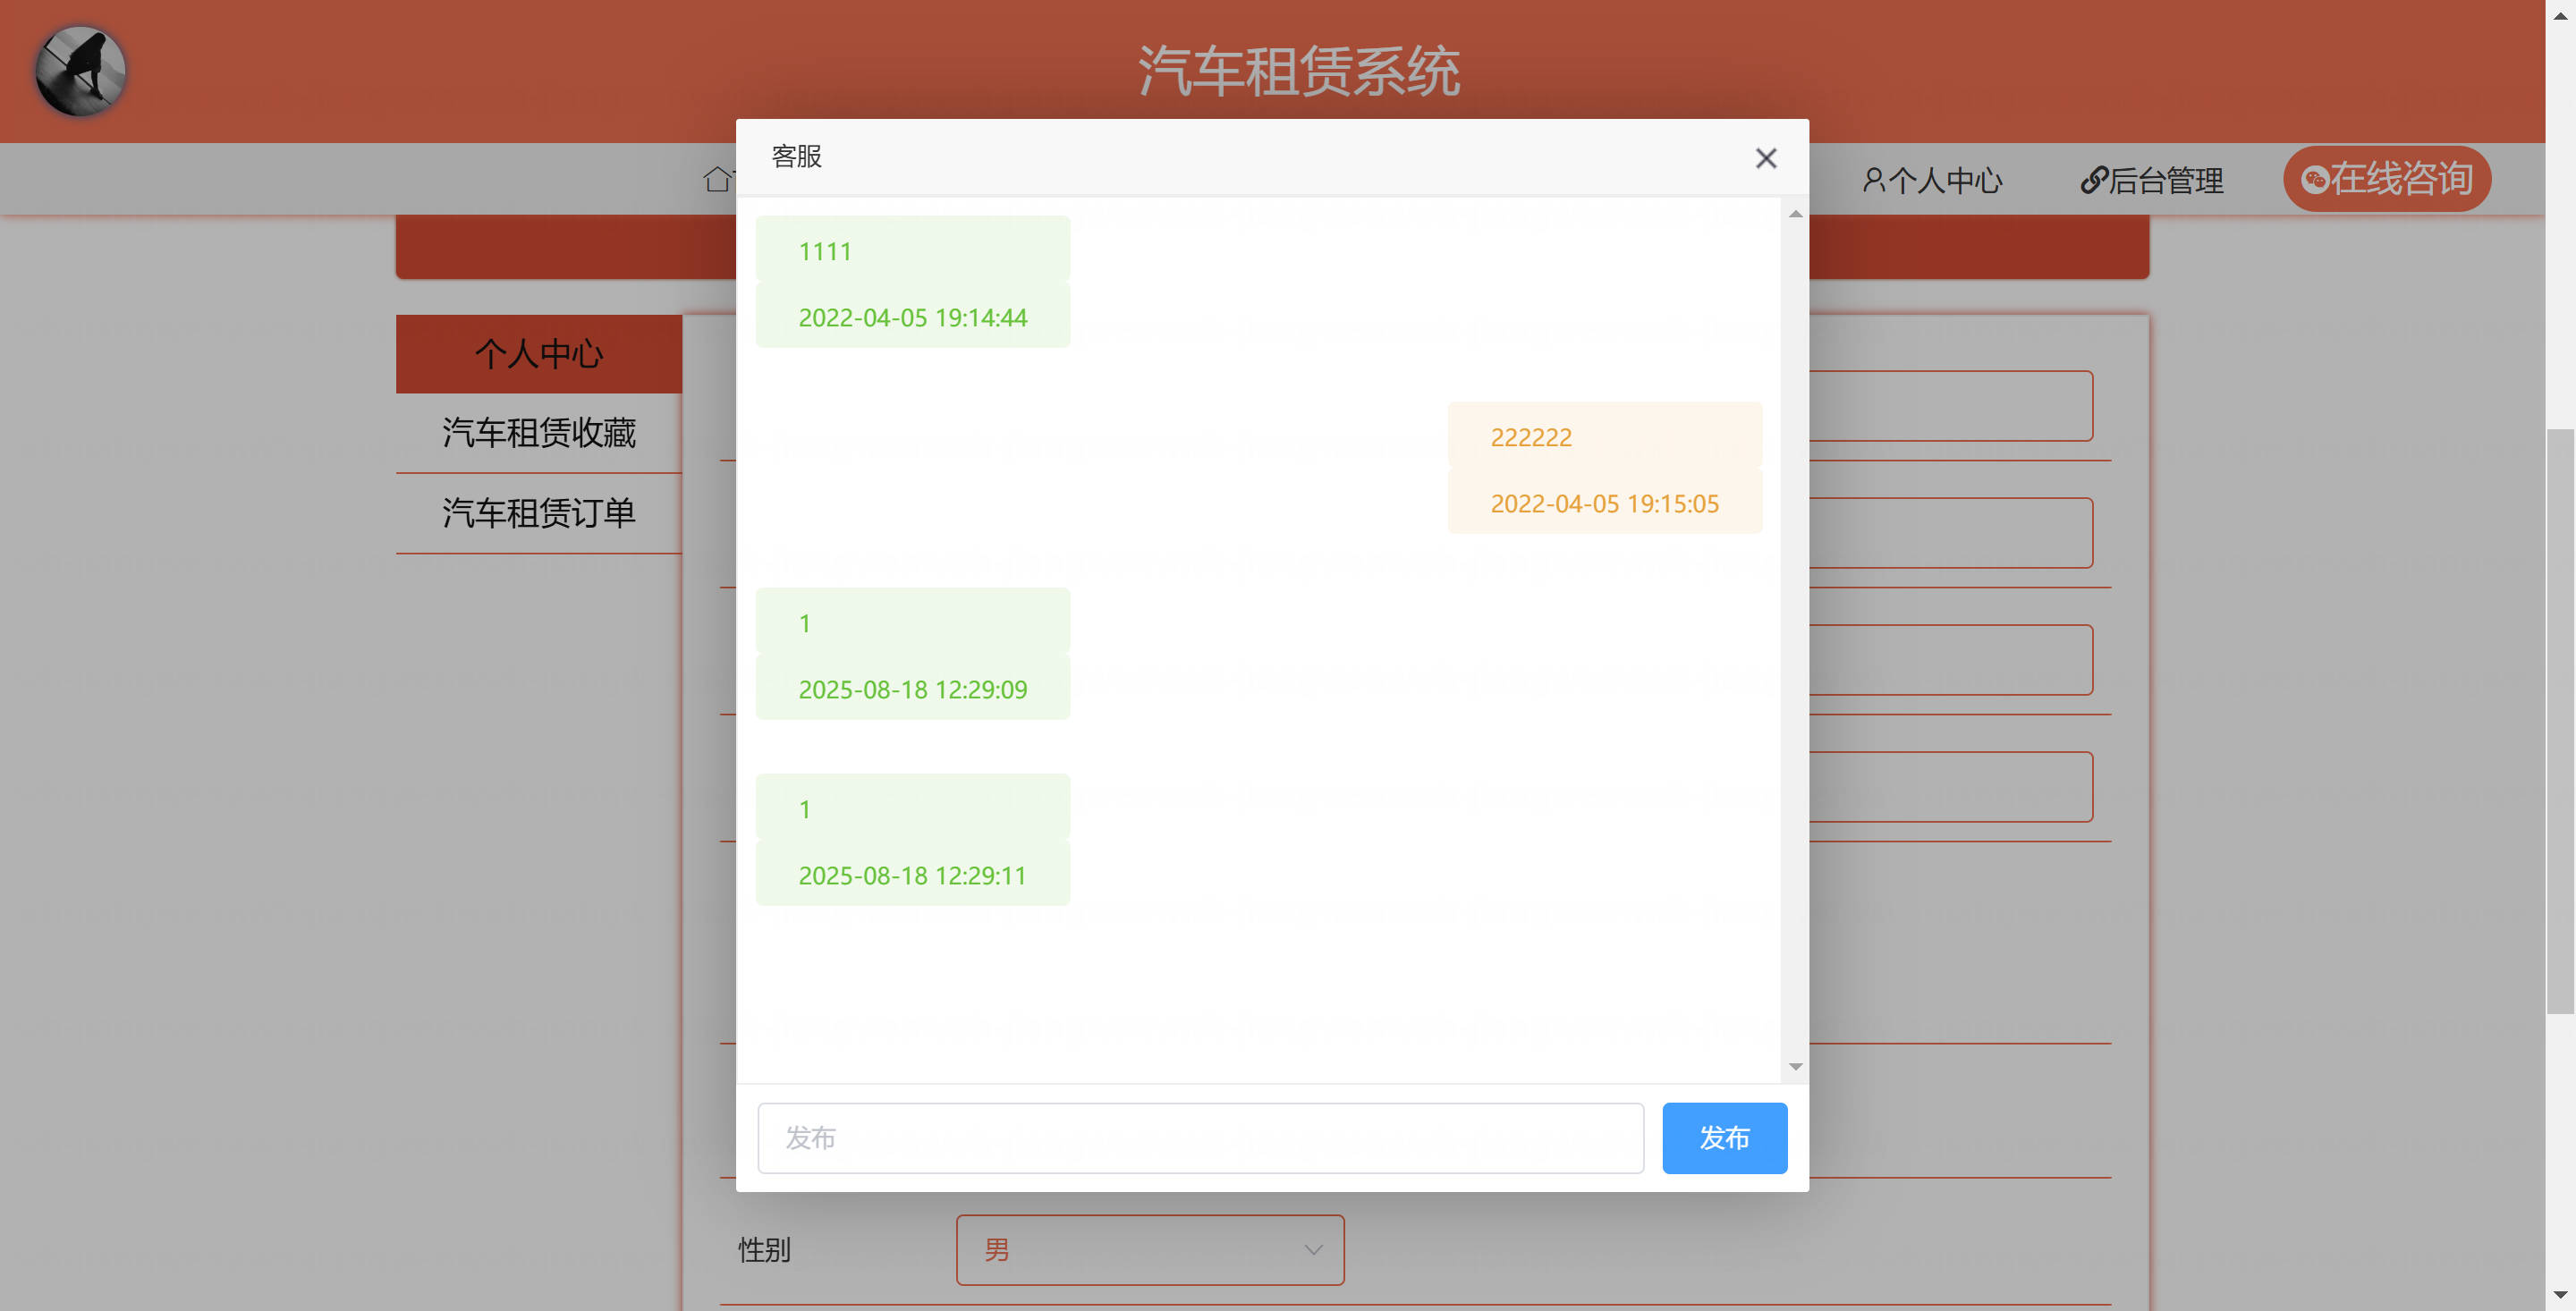 汽车租赁系统
个人中心
后台管理
在线咨询
客服
1111
2022-04-05 19:14:44
222222
2022-04-05 19:15:05
1
2025-08-18 12:29:09
1
2025-08-18 12:29:11
发布
发布
个人中心
汽车租赁收藏
汽车租赁订单
性别
男